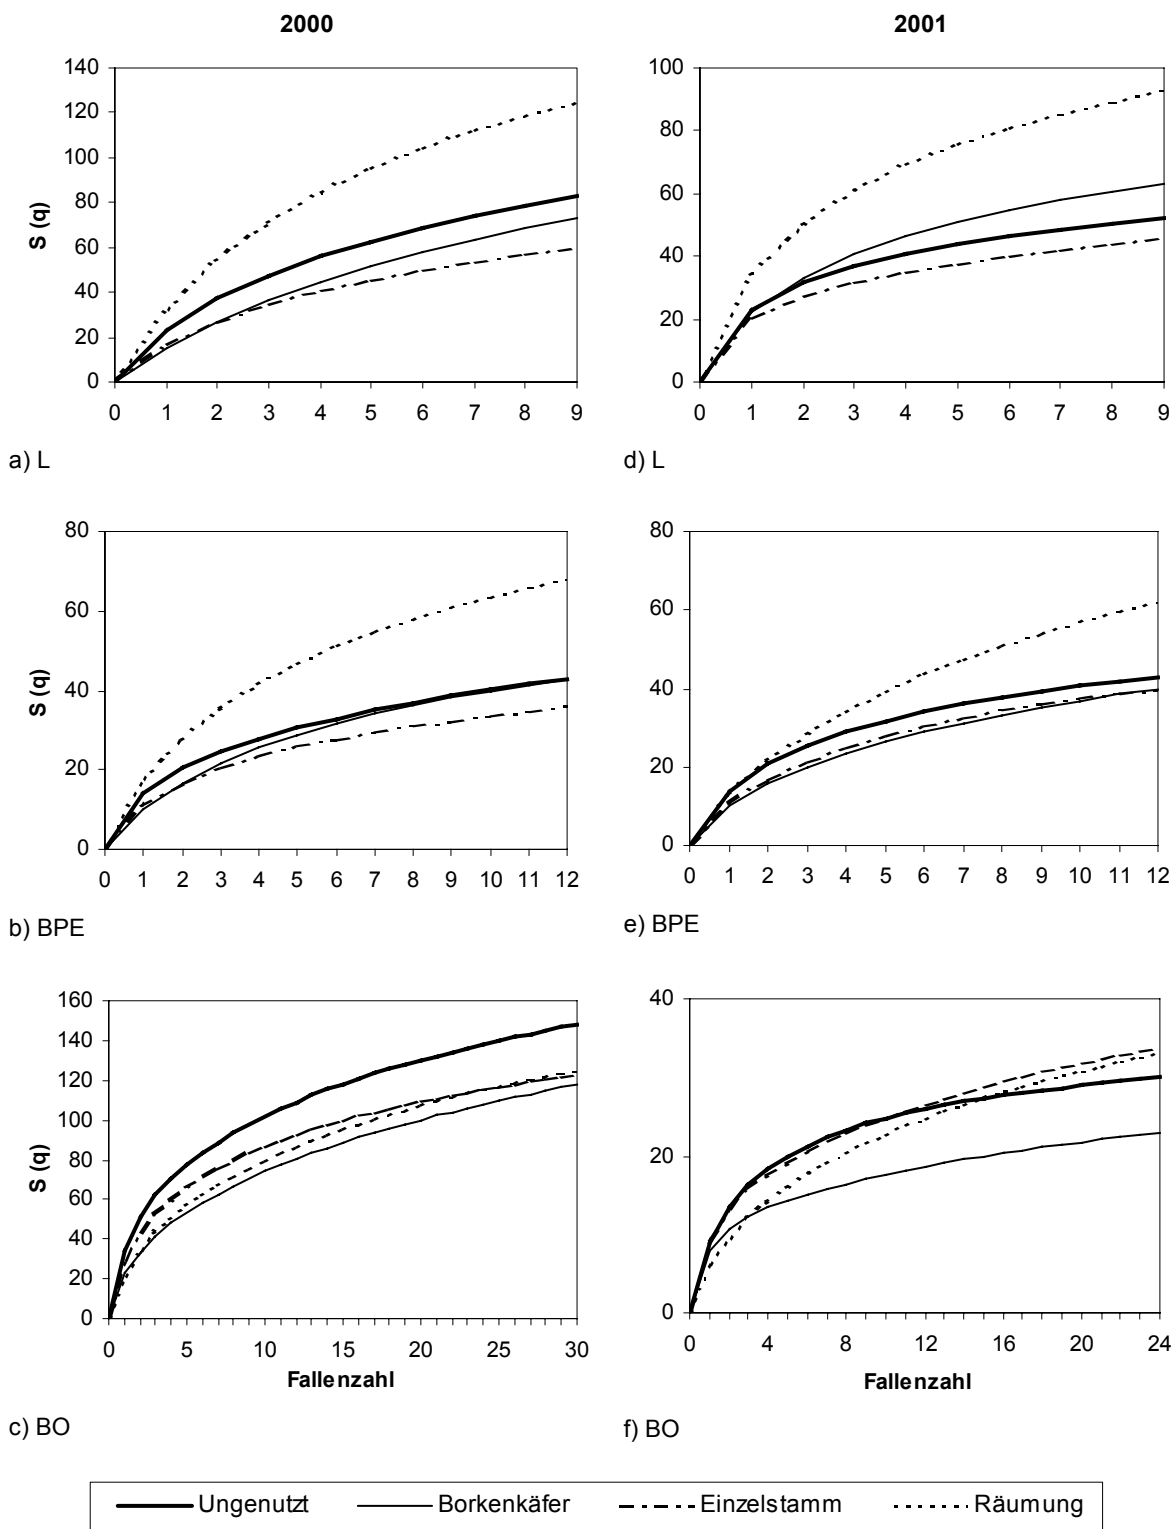 2000
2001
S (q)
140
120
100
80
60
40
20
0
0 1 2 3 4 5 6 7 8 9
a) L
100
80
60
40
20
0
0 1 2 3 4 5 6 7 8 9
d) L
S (q)
80
60
40
20
0
0 1 2 3 4 5 6 7 8 9 10 11 12
b) BPE
80
60
40
20
0
0 1 2 3 4 5 6 7 8 9 10 11 12
e) BPE
S (q)
160
140
120
100
80
60
40
20
0
0 5 10 15 20 25 30
Fallenzahl
c) BO
40
20
0
0 4 8 12 16 20 24
Fallenzahl
f) BO
Ungenutzt Borkenkäfer Einzelstamm Räumung